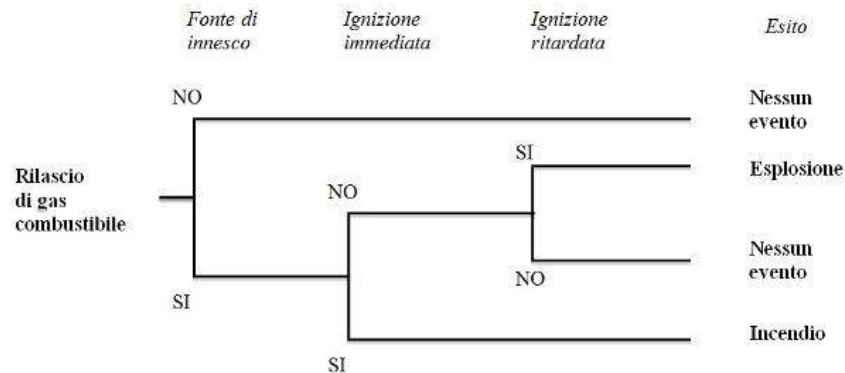 Fonte di
innesco
Ignizione
immediata
Ignizione
ritardata
Esito
NO
Nessun
evento
SI
Esplosione
Rilascio
di gas
combustibile
NO
Nessun
evento
SI
NO
Incendio
SI